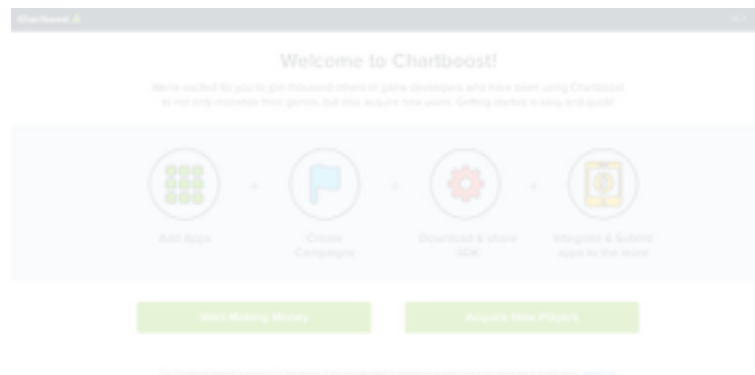 Chartboost
Welcome to Chartboost!
We're excited for you to join thousand others of game developers who have been using Chartboost
to not only monetize their games, but also acquire new users. Getting started is easy and quick!
Add Apps
Create
Campaigns
Download & share
SDK
Integrate & Submit
apps to the store
Start Making Money
Acquire New Players